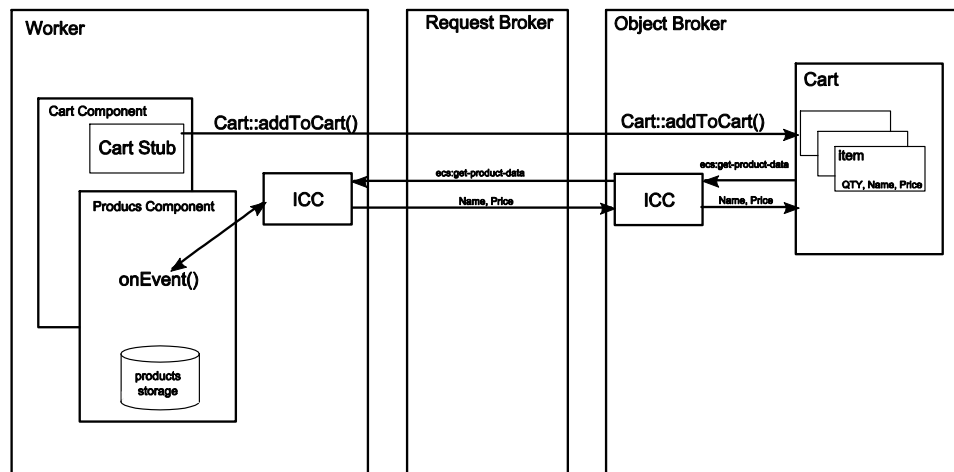 Worker
Request Broker
Object Broker
Cart
Cart Component
Cart::addToCart()
Cart::addToCart()
Cart Stub
item
QTY, Name, Price
ecs:get-product-data
ecs:get-product-data
ICC
ICC
Name, Price
Name, Price
Producs Component
onEvent()
products
storage